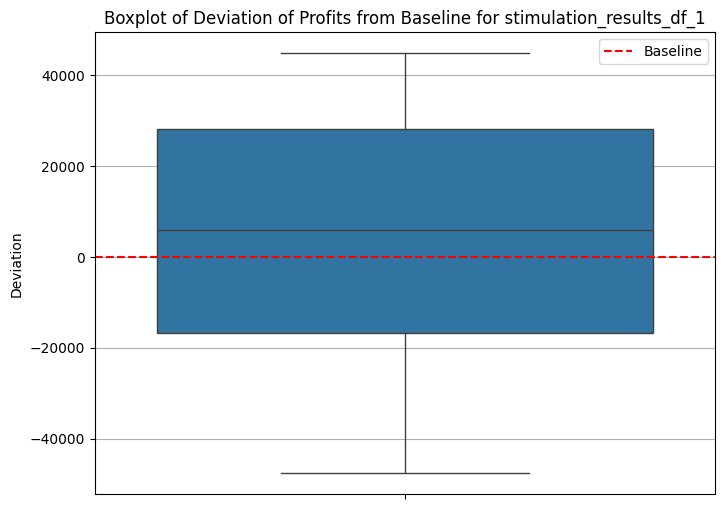 Boxplot of Deviation of Profits from Baseline for stimulation_results_df_1
Baseline
40000
20000
0
−20000
−40000
Deviation